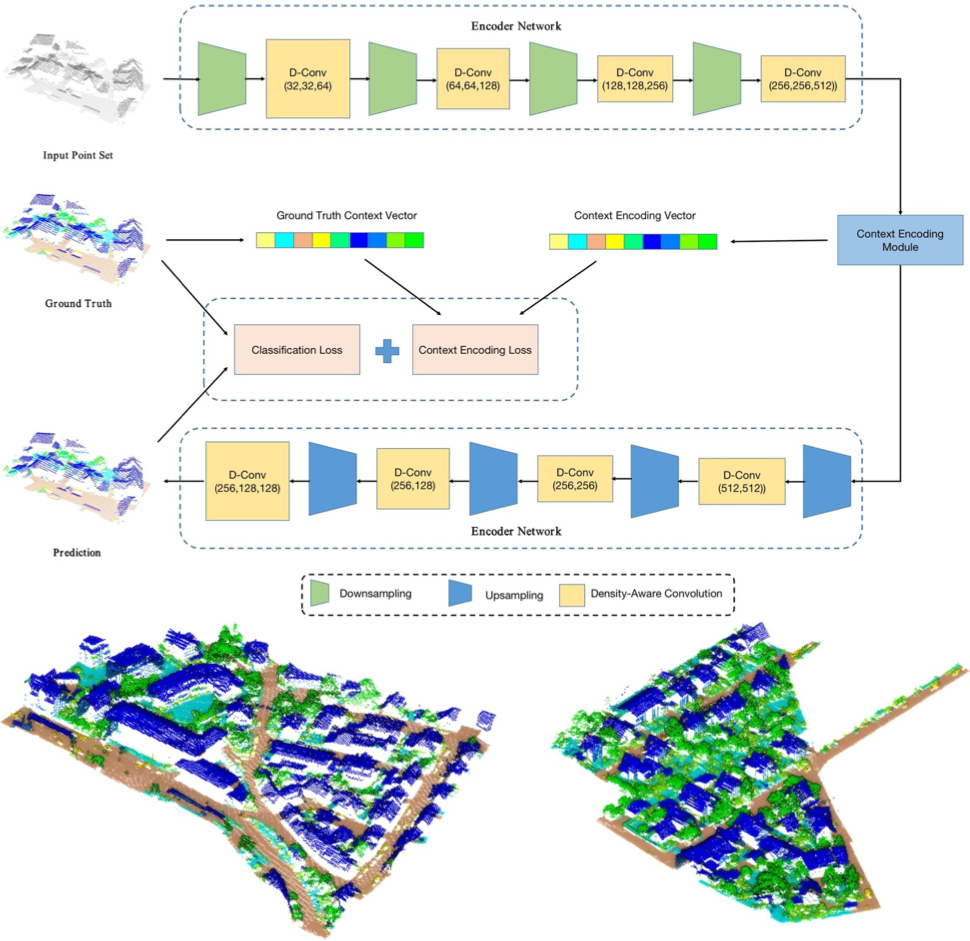 Encoder Network
D-Conv
(32,32,64)
D-Conv
(64,64,128)
D-Conv
(128,128,256)
D-Conv
(256,256,512))
Input Point Set
Ground Truth Context Vector
Context Encoding Vector
Context Encoding
Module
Ground Truth
Classification Loss
Context Encoding Loss
D-Conv
(256,128,128)
D-Conv
(256,128)
D-Conv
(256,256)
D-Conv
(512,512))
Encoder Network
Prediction
Downsampling
Upsampling
Density-Aware Convolution